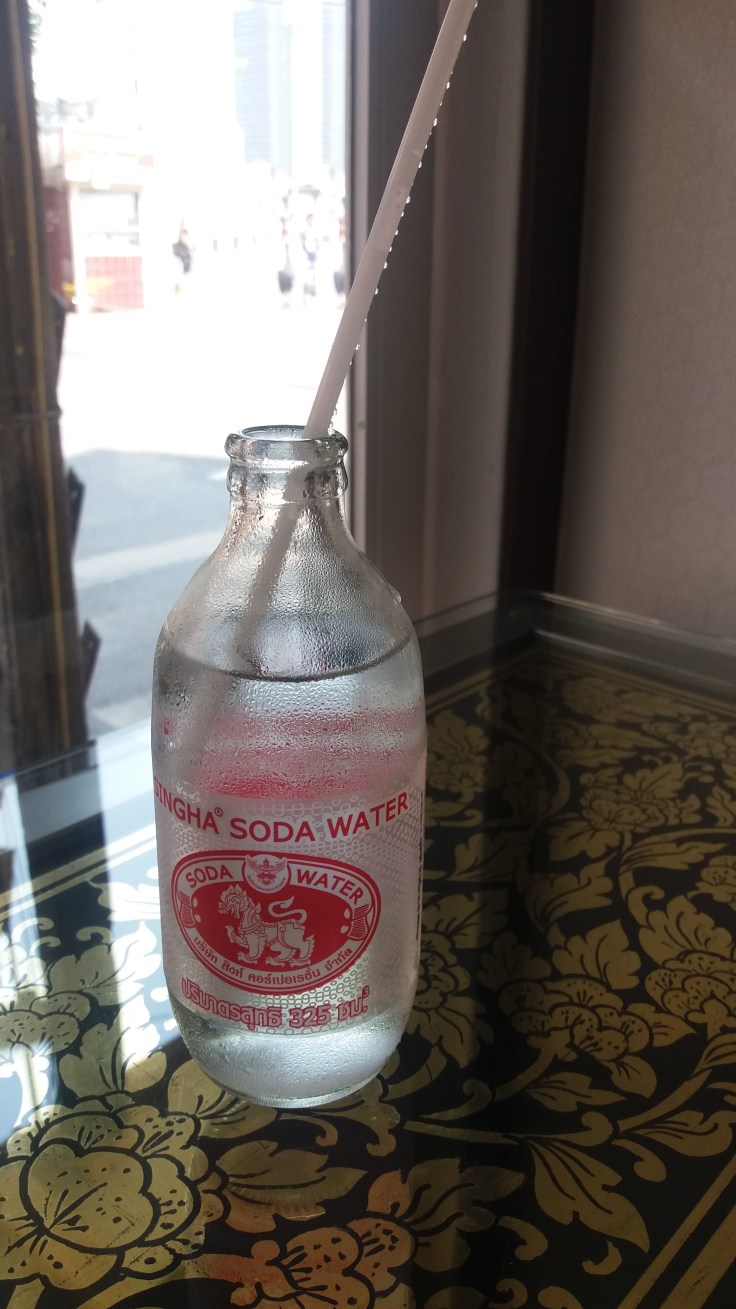 SINGHA® SODA WATER
SODA WATER
บริษัท สิงห์ คอร์เปอเรชั่น จำกัด
ปริมาตรสุทธิ 325 ซม.³